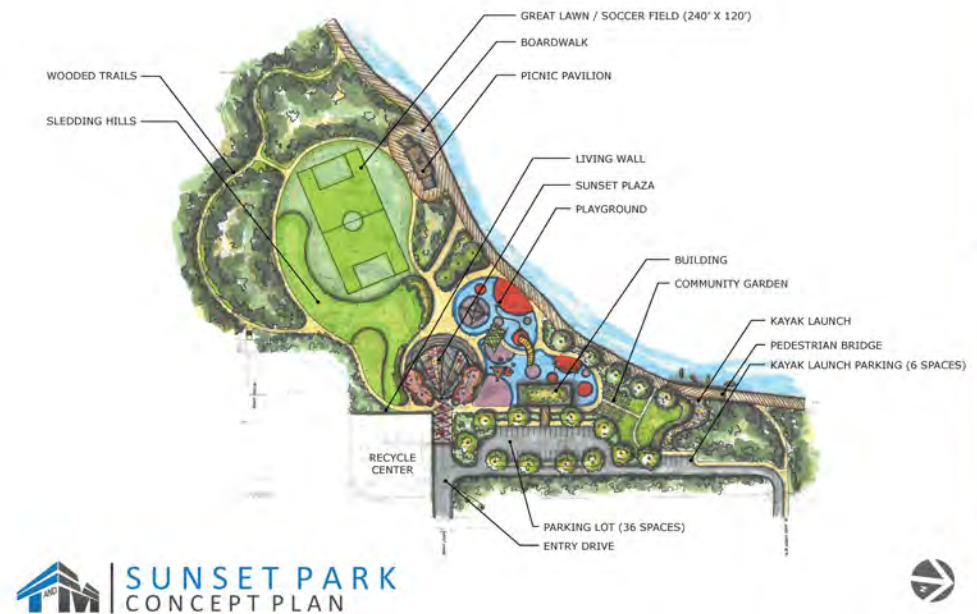 GREAT LAWN / SOCCER FIELD (240' X 120')
BOARDWALK
PICNIC PAVILION
WOODED TRAILS
SLEDDING HILLS
LIVING WALL
SUNSET PLAZA
PLAYGROUND
BUILDING
COMMUNITY GARDEN
KAYAK LAUNCH
PEDESTRIAN BRIDGE
KAYAK LAUNCH PARKING (6 SPACES)
RECYCLE
CENTER
PARKING LOT (36 SPACES)
ENTRY DRIVE
T AND M
SUNSET PARK
CONCEPT PLAN